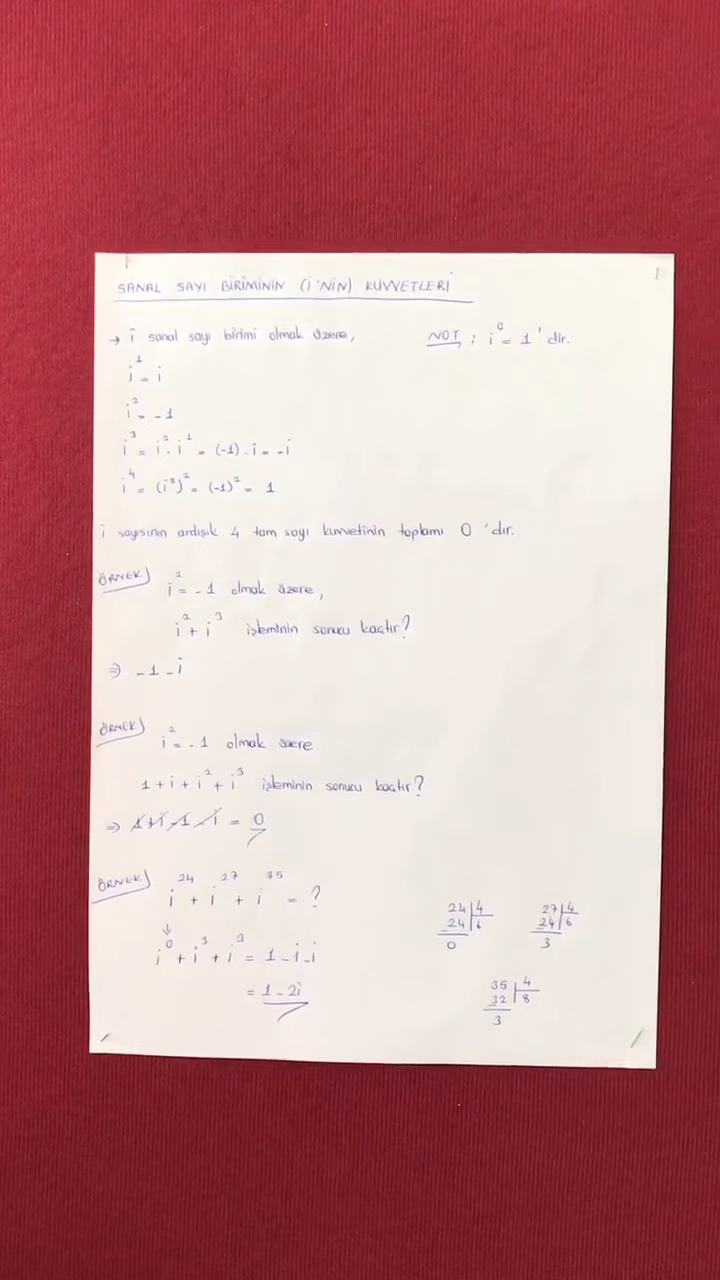 SANAL SAYI BİRİMİNİN (İ'NİN) KUVVETLERİ
→ i sanal sayı birimi olmak üzere,
NOT : i⁰ = 1' dir.
i¹ = i
i² = -1
i³ = i² . i¹ = (-1) . i = -i
i⁴ = (i²)² = (-1)² = 1
i sayısının ardışık 4 tam sayı kuvvetinin toplamı 0 'dır.
ÖRNEK) i² = -1 olmak üzere,
i² + i³ işleminin sonucu kaçtır?
⇒ -1 - i
ÖRNEK) i² = -1 olmak üzere
1 + i + i² + i³ işleminin sonucu kaçtır?
⇒ 1 + i - 1 - i = 0
ÖRNEK) i²⁴ + i²⁷ + i³⁵ = ?
↓
i⁰ + i³ + i³ = 1 - i - i
= 1 - 2i
24 | 4
24 | 6
0
27 | 4
24 | 6
3
35 | 4
32 | 8
3